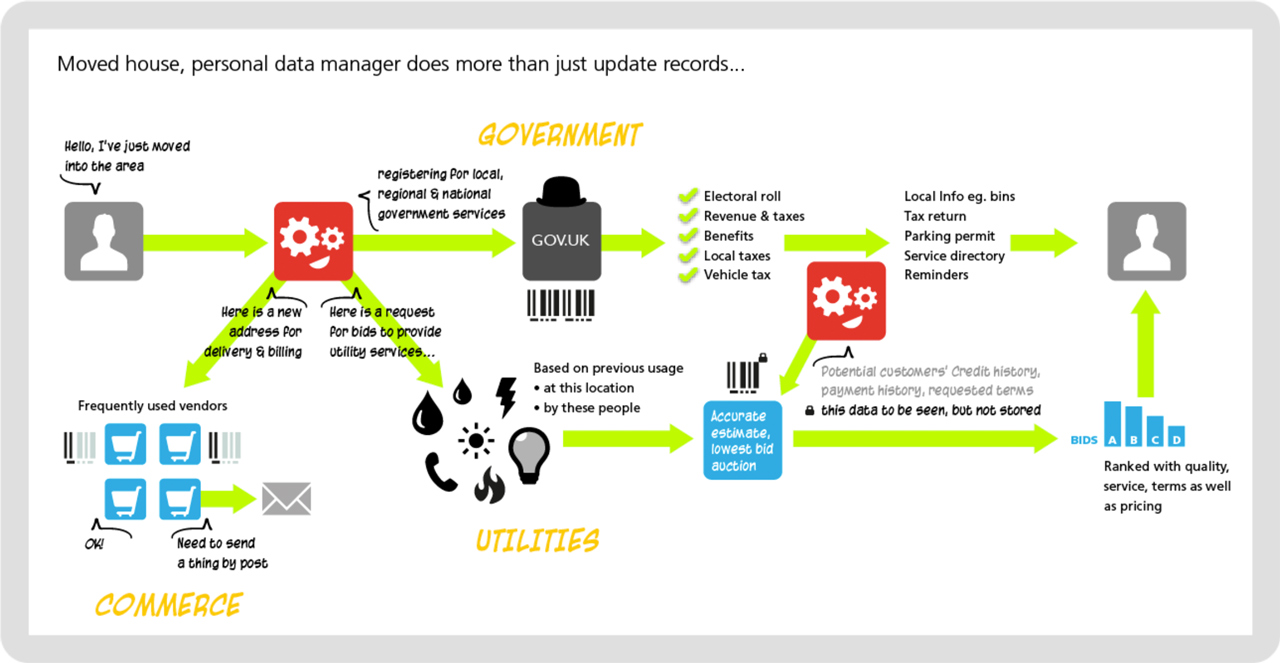 Moved house, personal data manager does more than just update records...
GOVERNMENT
Hello, I've just moved
into the area
registering for local,
regional & national
government services
GOV.UK
Electoral roll
Revenue & taxes
Benefits
Local taxes
Vehicle tax
Local Info eg. bins
Tax return
Parking permit
Service directory
Reminders
Here is a new
address for
delivery & billing
Here is a request
for bids to provide
utility services...
Frequently used vendors
OK!
Need to send
a thing by post
COMMERCE
Based on previous usage
• at this location
• by these people
UTILITIES
Accurate
estimate,
lowest bid
auction
Potential customers' Credit history,
payment history, requested terms
this data to be seen, but not stored
BIDS A B C D
Ranked with quality,
service, terms as well
as pricing